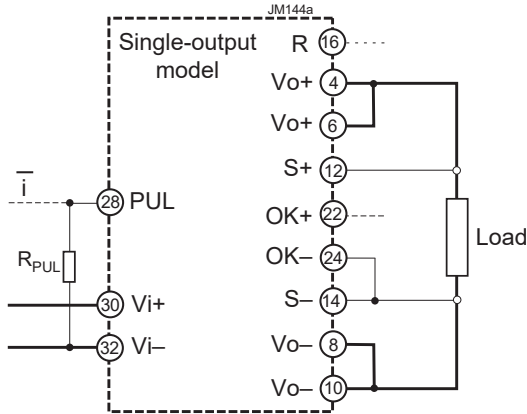 JM144a
Single-output
model
R
16
Vo+
4
Vo+
6
S+
12
i
28
PUL
OK+
22
Load
RPUL
OK–
24
30
Vi+
S–
14
32
Vi–
Vo–
8
Vo–
10